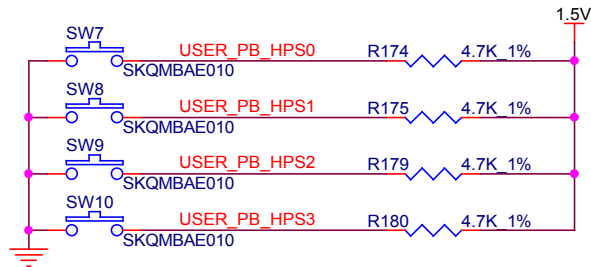 1.5V
SW7 USER_PB_HPS0 R174 4.7K_1%
SKQMBAE010
SW8 USER_PB_HPS1 R175 4.7K_1%
SKQMBAE010
SW9 USER_PB_HPS2 R179 4.7K_1%
SKQMBAE010
SW10 USER_PB_HPS3 R180 4.7K_1%
SKQMBAE010